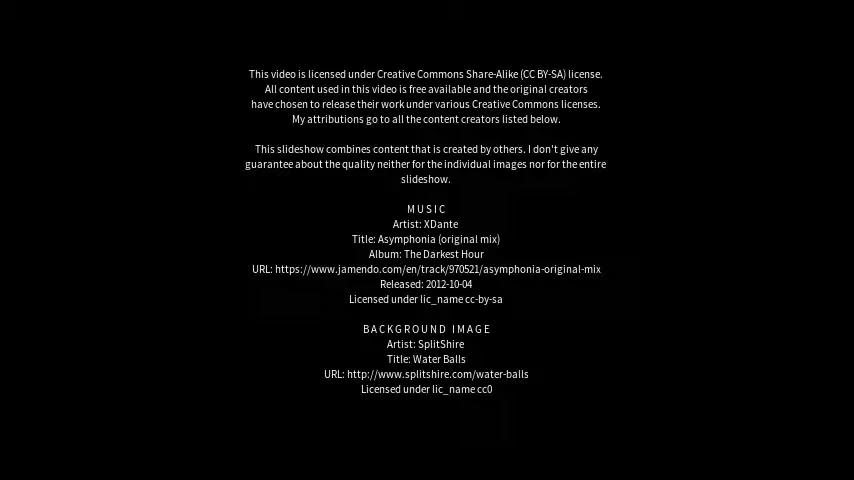 This video is licensed under Creative Commons Share-Alike (CC BY-SA) license.
All content used in this video is free available and the original creators
have chosen to release their work under various Creative Commons licenses.
My attributions go to all the content creators listed below.
This slideshow combines content that is created by others. I don't give any
guarantee about the quality neither for the individual images nor for the entire
slideshow.
MUSIC
Artist: XDante
Title: Asymphonia (original mix)
Album: The Darkest Hour
URL: https://www.jamendo.com/en/track/970521/asymphonia-original-mix
Released: 2012-10-04
Licensed under lic_name cc-by-sa
BACKGROUND IMAGE
Artist: SplitShire
Title: Water Balls
URL: http://www.splitshire.com/water-balls
Licensed under lic_name cc0